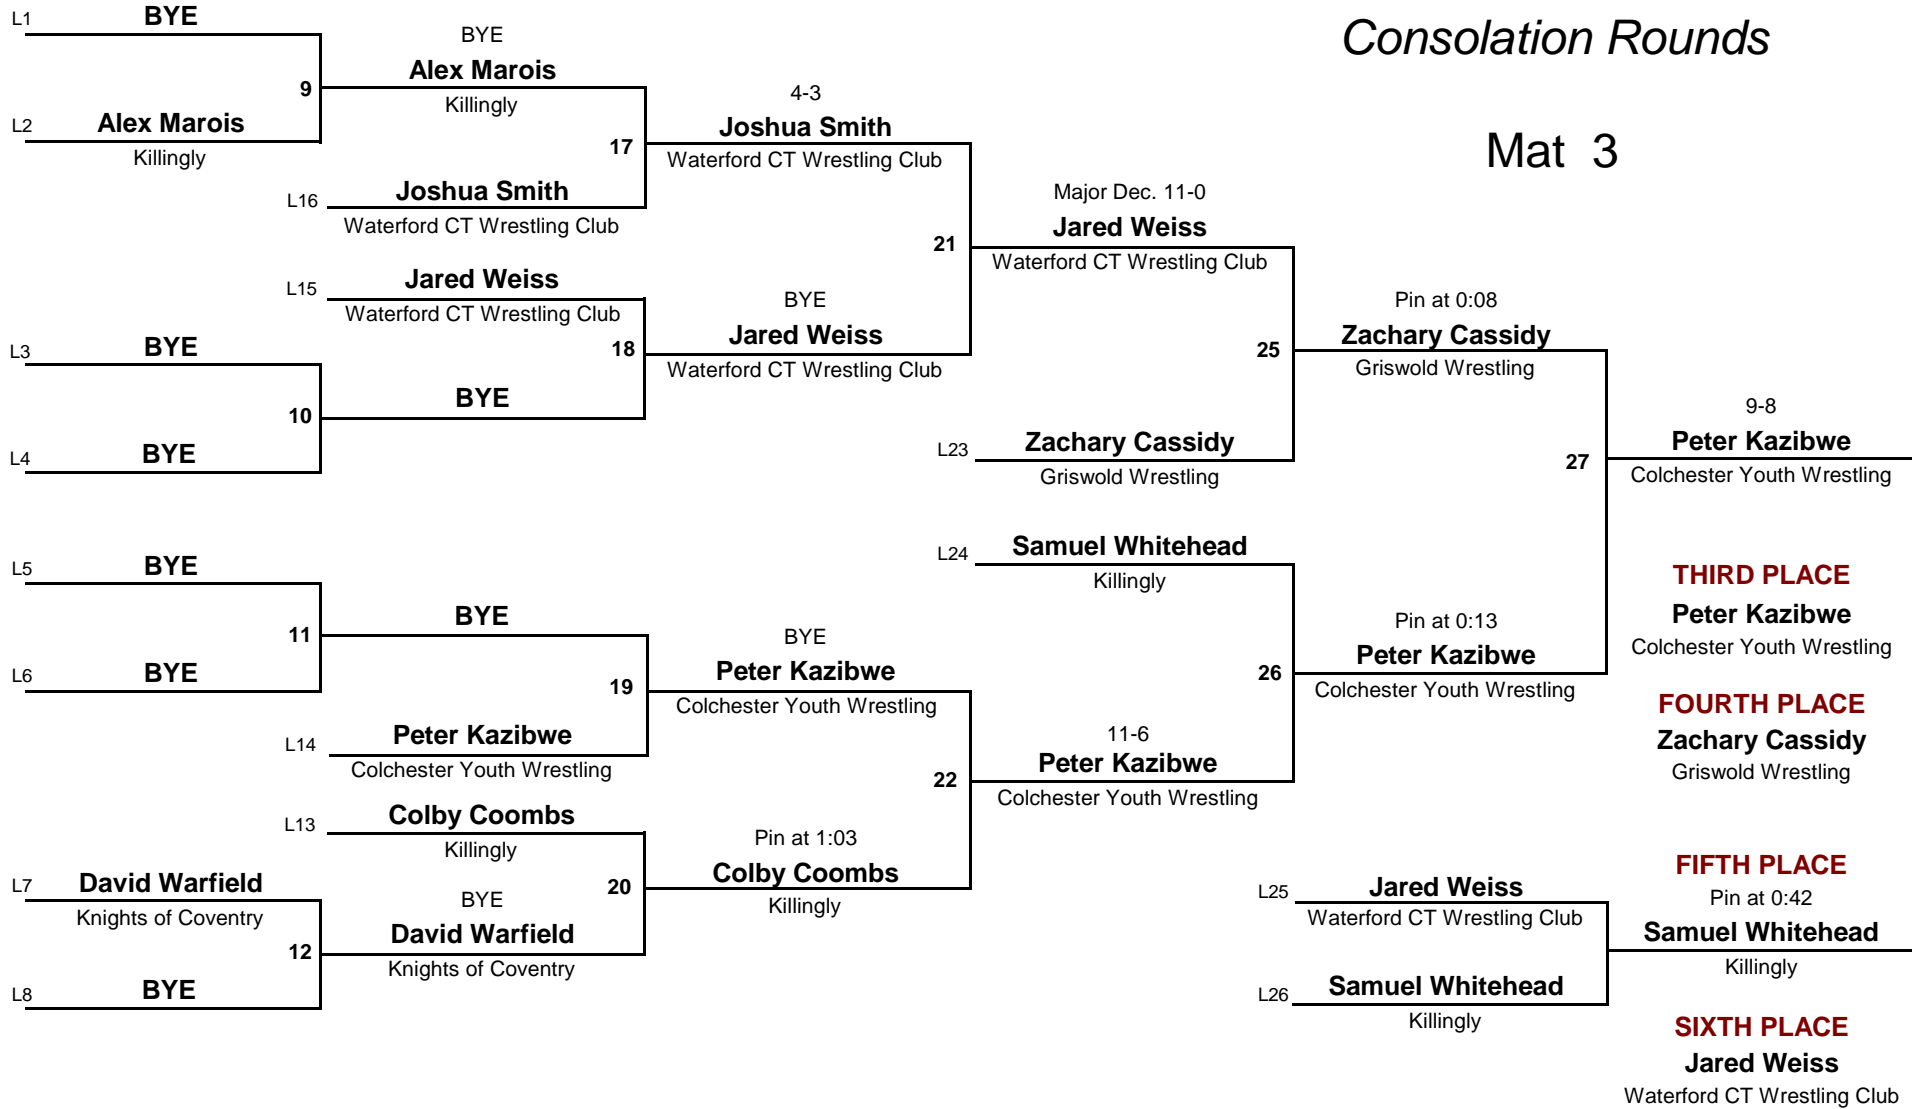 Consolation Rounds
Mat 3
L1
BYE
L2
Alex Marois
Killingly
9
BYE
Alex Marois
Killingly
L16
Joshua Smith
Waterford CT Wrestling Club
17
4-3
Joshua Smith
Waterford CT Wrestling Club
L15
Jared Weiss
Waterford CT Wrestling Club
L3
BYE
L4
BYE
10
BYE
18
BYE
Jared Weiss
Waterford CT Wrestling Club
21
Major Dec. 11-0
Jared Weiss
Waterford CT Wrestling Club
L23
Zachary Cassidy
Griswold Wrestling
25
Pin at 0:08
Zachary Cassidy
Griswold Wrestling
L5
BYE
L6
BYE
11
BYE
L14
Peter Kazibwe
Colchester Youth Wrestling
19
BYE
Peter Kazibwe
Colchester Youth Wrestling
L13
Colby Coombs
Killingly
L7
David Warfield
Knights of Coventry
L8
BYE
12
BYE
David Warfield
Knights of Coventry
20
Pin at 1:03
Colby Coombs
Killingly
22
11-6
Peter Kazibwe
Colchester Youth Wrestling
L24
Samuel Whitehead
Killingly
26
Pin at 0:13
Peter Kazibwe
Colchester Youth Wrestling
27
9-8
Peter Kazibwe
Colchester Youth Wrestling
THIRD PLACE
Peter Kazibwe
Colchester Youth Wrestling
FOURTH PLACE
Zachary Cassidy
Griswold Wrestling
L25
Jared Weiss
Waterford CT Wrestling Club
L26
Samuel Whitehead
Killingly
FIFTH PLACE
Pin at 0:42
Samuel Whitehead
Killingly
SIXTH PLACE
Jared Weiss
Waterford CT Wrestling Club